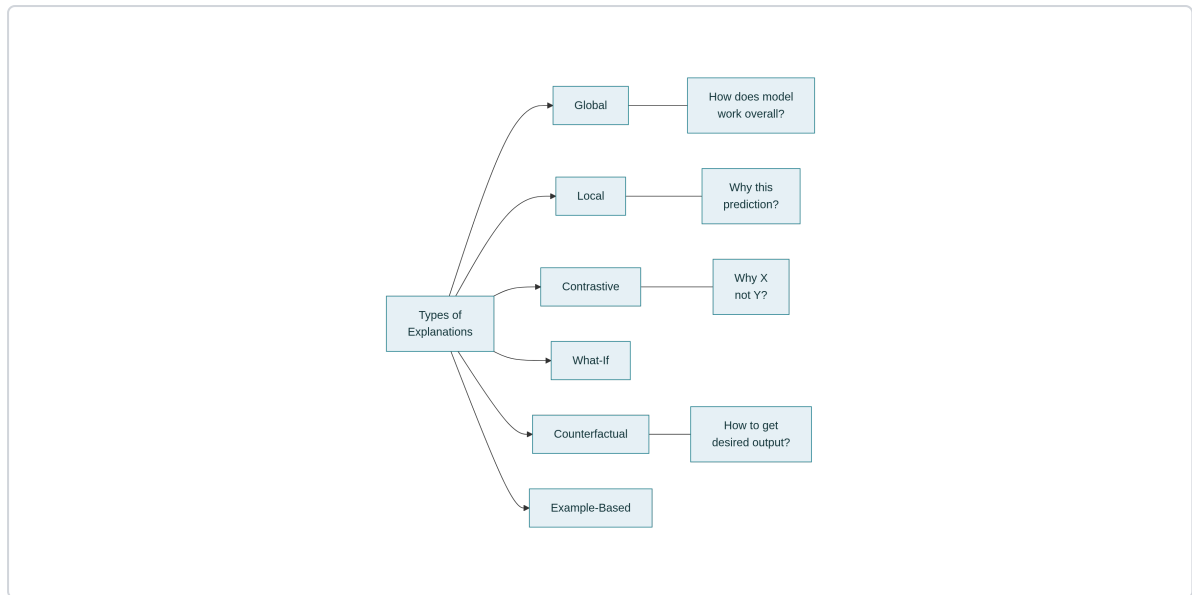 Global
How does model
work overall?
Local
Why this
prediction?
Contrastive
Why X
not Y?
Types of
Explanations
What-If
Counterfactual
How to get
desired output?
Example-Based